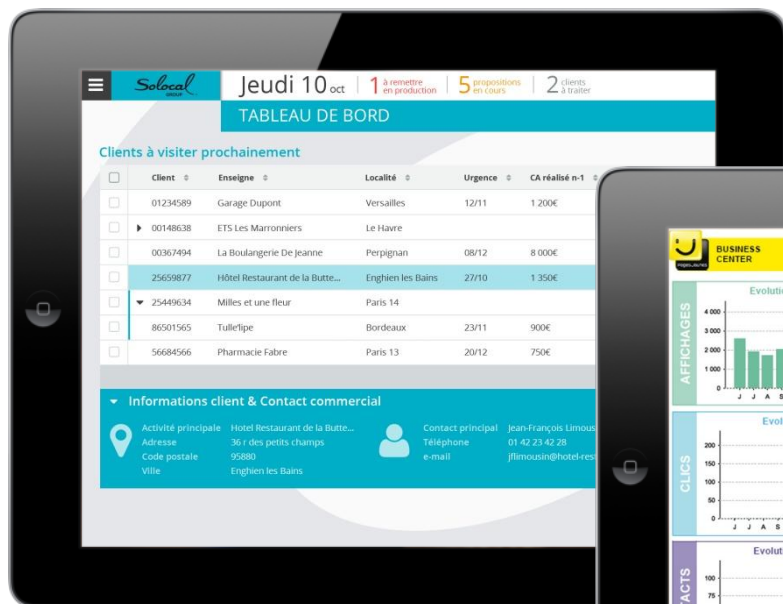 Solocal
GROUP
Jeudi 10 oct
1 à remettre en production
5 propositions en cours
2 clients à traiter
TABLEAU DE BORD
Clients à visiter prochainement
Client Enseigne Localité Urgence CA réalisé n-1
01234589 Garage Dupont Versailles 12/11 1 200€
00148638 ETS Les Marronniers Le Havre
00367494 La Boulangerie De Jeanne Perpignan 08/12 8 000€
25659877 Hôtel Restaurant de la Butte... Enghien les Bains 27/10 1 350€
25449634 Milles et une fleur Paris 14
86501565 Tulle'lipe Bordeaux 23/11 900€
56684566 Pharmacie Fabre Paris 13 20/12 750€
Informations client & Contact commercial
Activité principale Hotel Restaurant de la Butte...
Adresse 36 r des petits champs
Code postale 95880
Ville Enghien les Bains
Contact principal Jean-François Limous
Téléphone 01 42 23 42 28
e-mail jflimousin@hotel-res
BUSINESS
CENTER
AFFICHAGES
Evoluti
4 000
3 000
2 000
1 000
0
J J A S
CLICS
Evol
200
150
100
50
0
J J A S
ACTS
Evolut
100
75